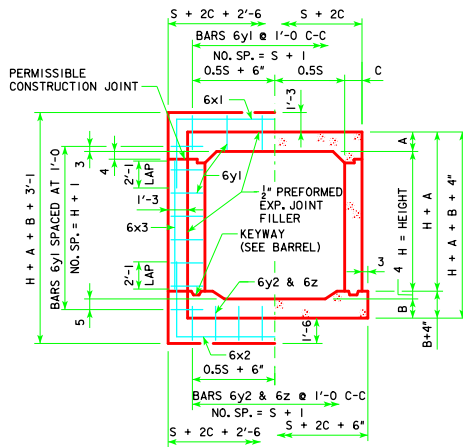 S + 2C + 2'-6
S + 2C
BARS 6y1 @ 1'-0 C-C
NO. SP. = S + 1
0.5S + 6"
0.5S
C
PERMISSIBLE
CONSTRUCTION JOINT
6x1
1'-3
A
3
4
2'-1
LAP
6y1
1'-3
1/2" PREFORMED
EXP. JOINT
FILLER
6x3
KEYWAY
(SEE BARREL)
H + A + B + 3'-1
BARS 6y1 SPACED AT 1'-0
NO. SP. = H + 1
H = HEIGHT
H + A
H + A + B + 4"
2'-1
LAP
4
3
6y2 & 6z
5
B
B+4"
1'-6
6x2
0.5S + 6"
BARS 6y2 & 6z @ 1'-0 C-C
NO. SP. = S + 1
S + 2C + 6"
S + 2C + 2'-6